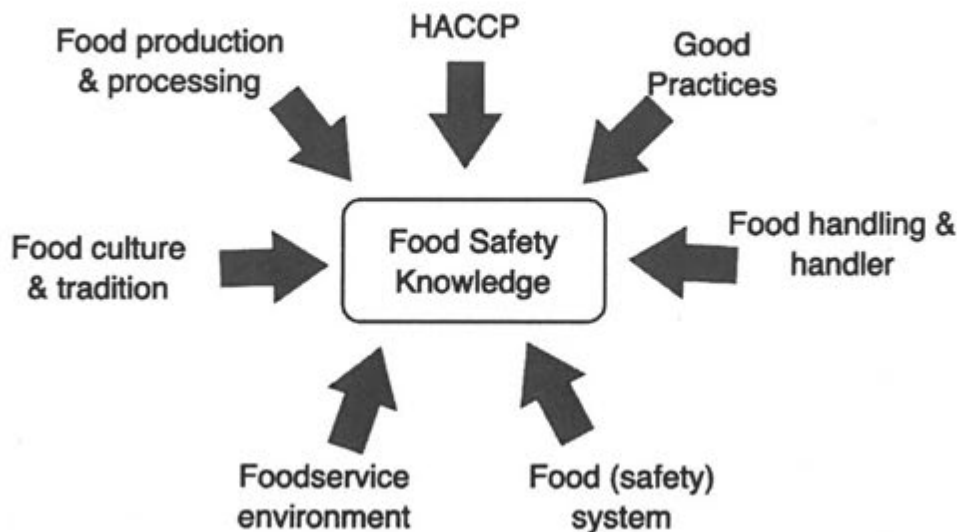 HACCP
Food production
& processing
Good
Practices
Food culture
& tradition
Food Safety
Knowledge
Food handling &
handler
Foodservice
environment
Food (safety)
system